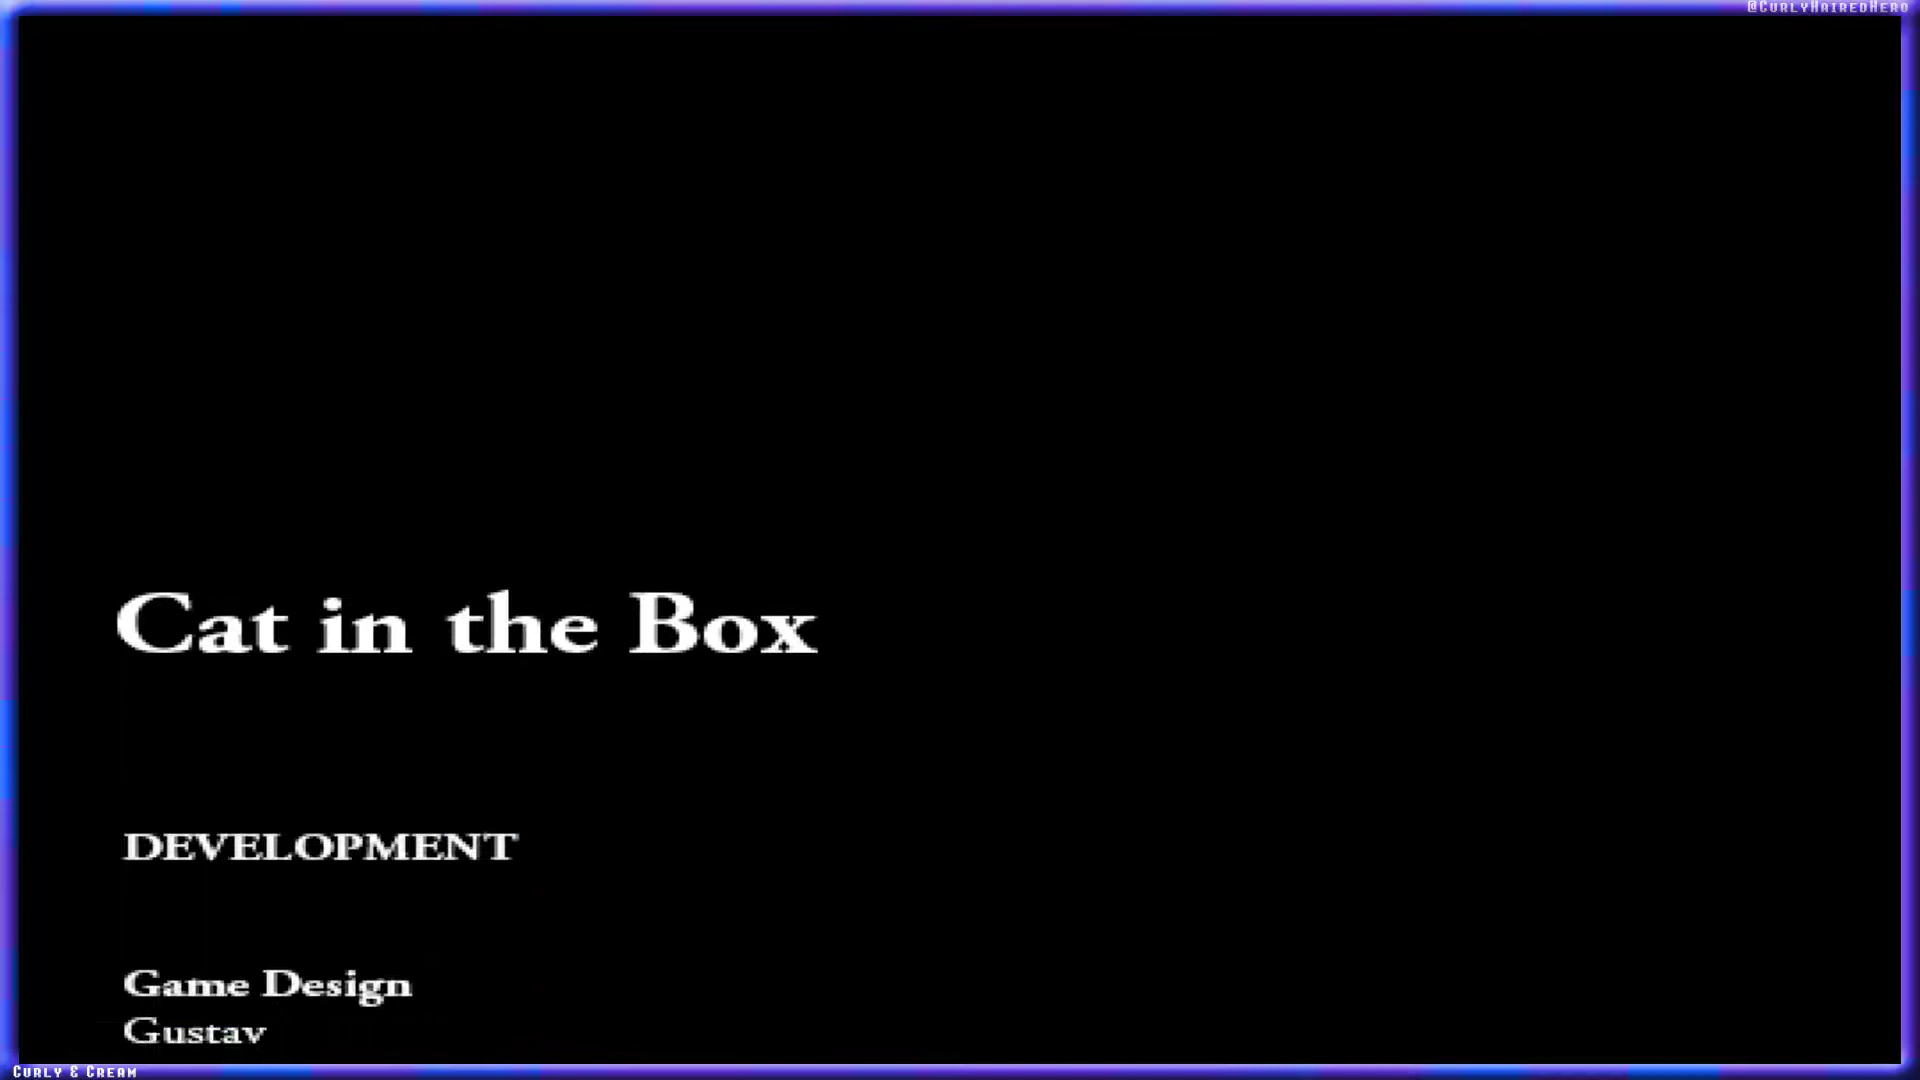 @CurlyHairedHero
Cat in the Box
DEVELOPMENT
Game Design
Gustav
Curly & Cream